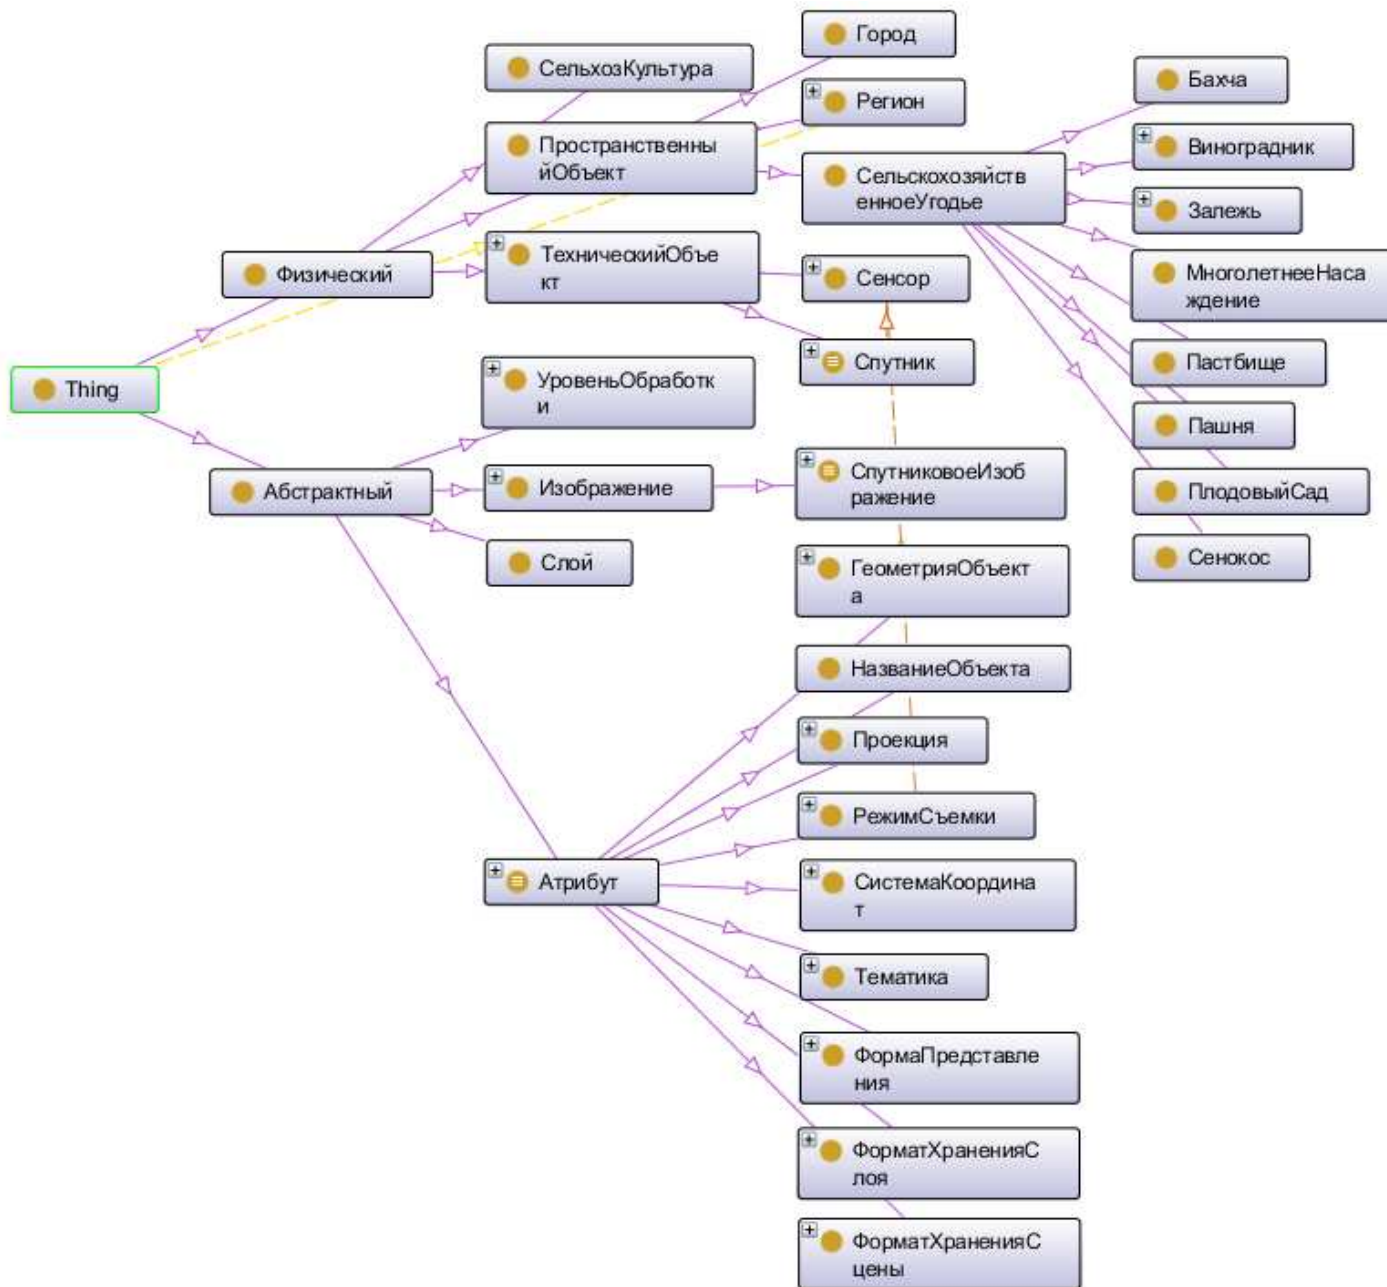 Thing
Физический
Абстрактный
СельхозКультура
Пространственны
йОбъект
ТехническийОбъе
кт
УровеньОбработк
и
Изображение
Слой
Атрибут
Город
Регион
Сельскохозяйств
енноеУгодье
Сенсор
Спутник
СпутниковоеИзоб
ражение
ГеометрияОбъект
а
НазваниеОбъекта
Проекция
РежимСъемки
СистемаКоордина
т
Тематика
ФормаПредставле
ния
ФорматХраненияС
лоя
ФорматХраненияС
цены
Бахча
Виноградник
Залежь
МноголетнееНаса
ждение
Пастбище
Пашня
ПлодовыйСад
Сенокос